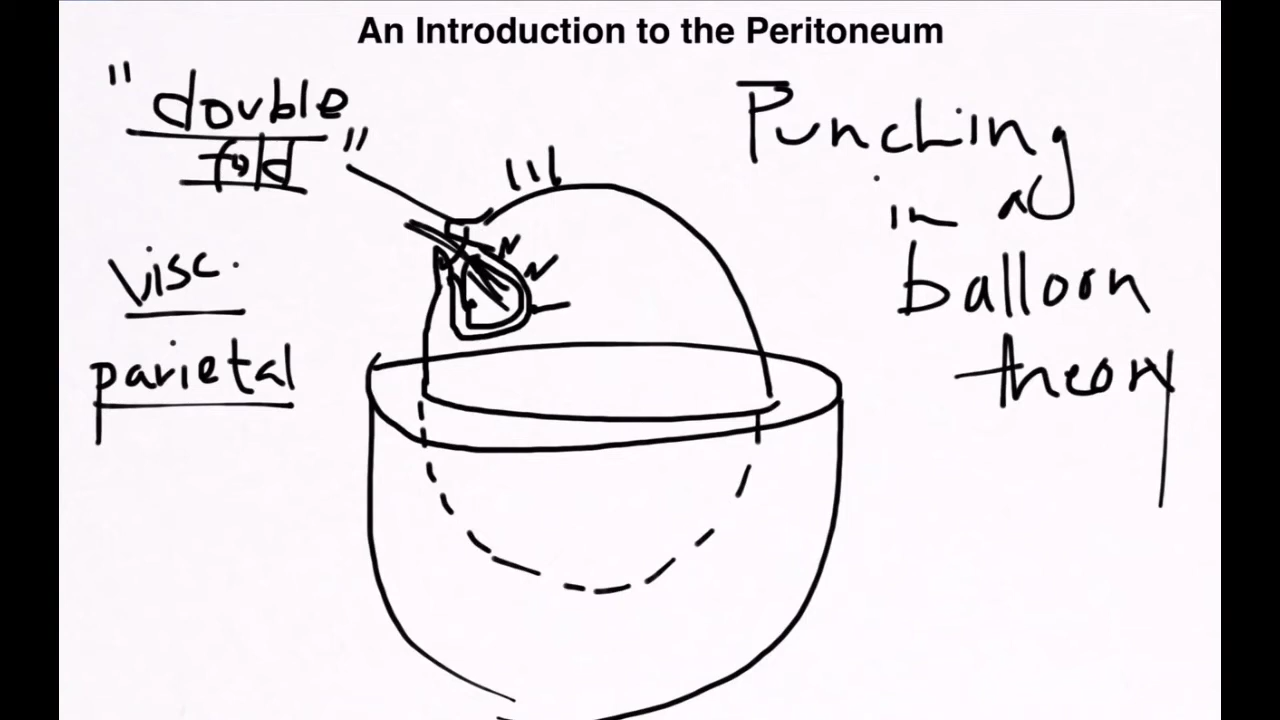 An Introduction to the Peritoneum
"double
fold"
visc.
parietal
Punching
in a
balloon
theory